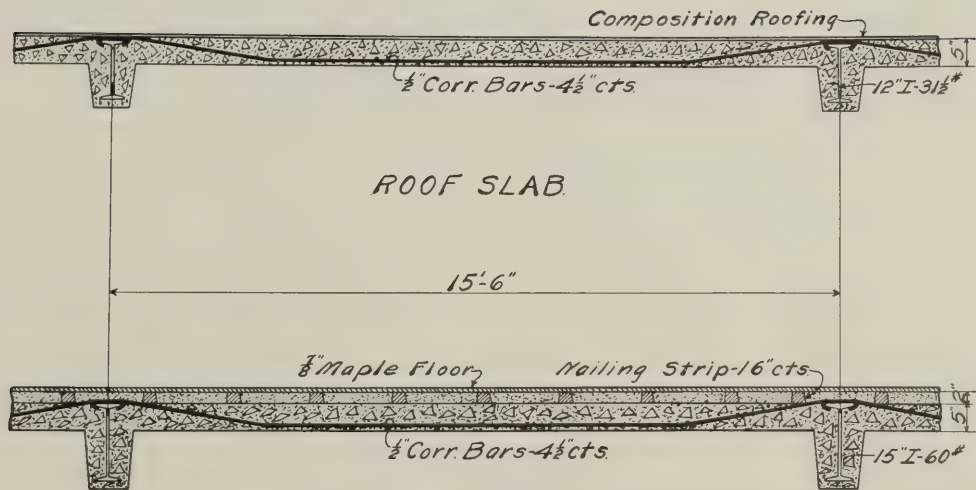 Composition Roofing
5"
½" Corr. Bars-4½" cts.
12" I-31½#
ROOF SLAB.
15'-6"
⅞" Maple Floor
Nailing Strip-16" cts.
5"
½" Corr. Bars-4½" cts.
15" I-60#